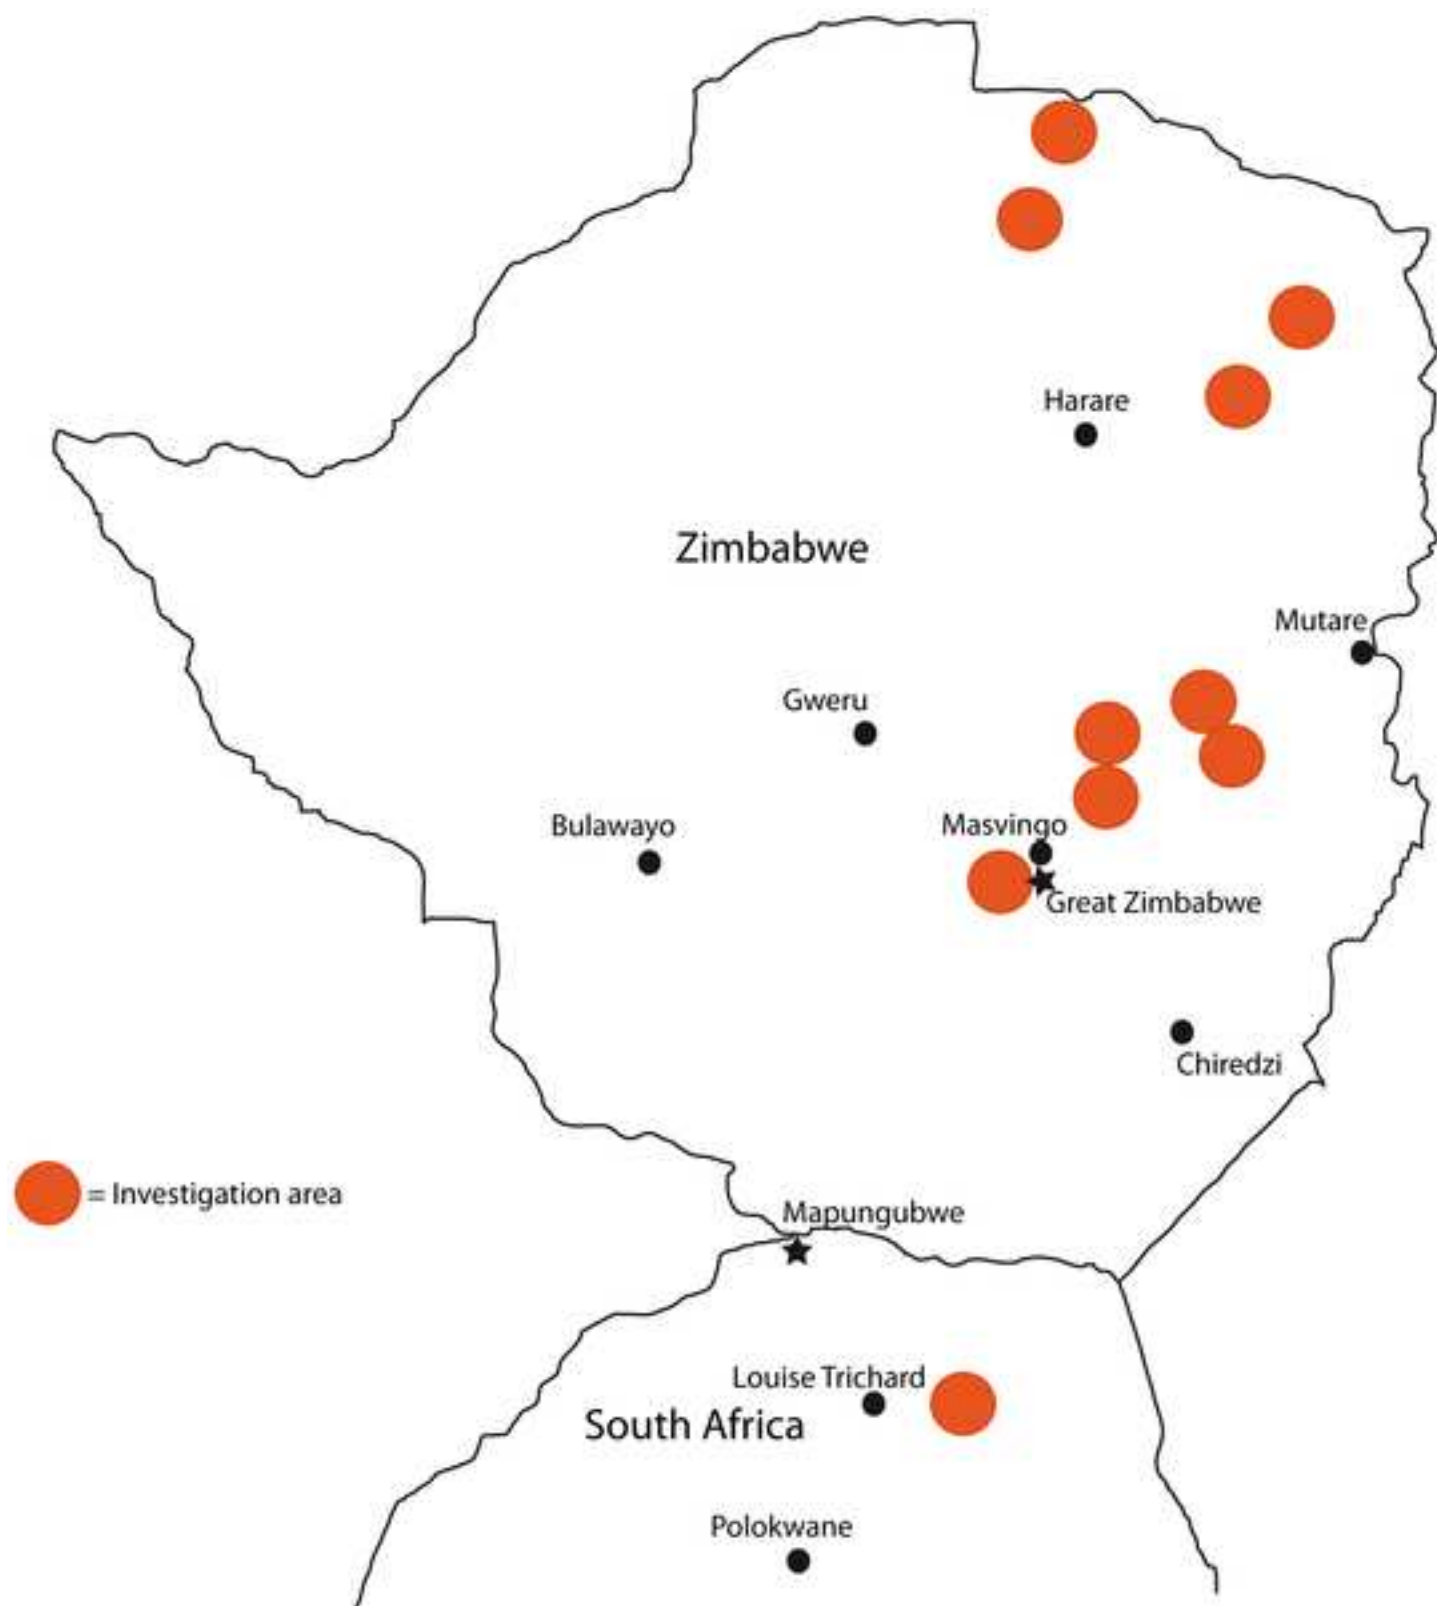 Harare
Zimbabwe
Mutare
Gweru
Bulawayo
Masvingo
Great Zimbabwe
Chiredzi
= Investigation area
Mapungubwe
Louise Trichard
South Africa
Polokwane